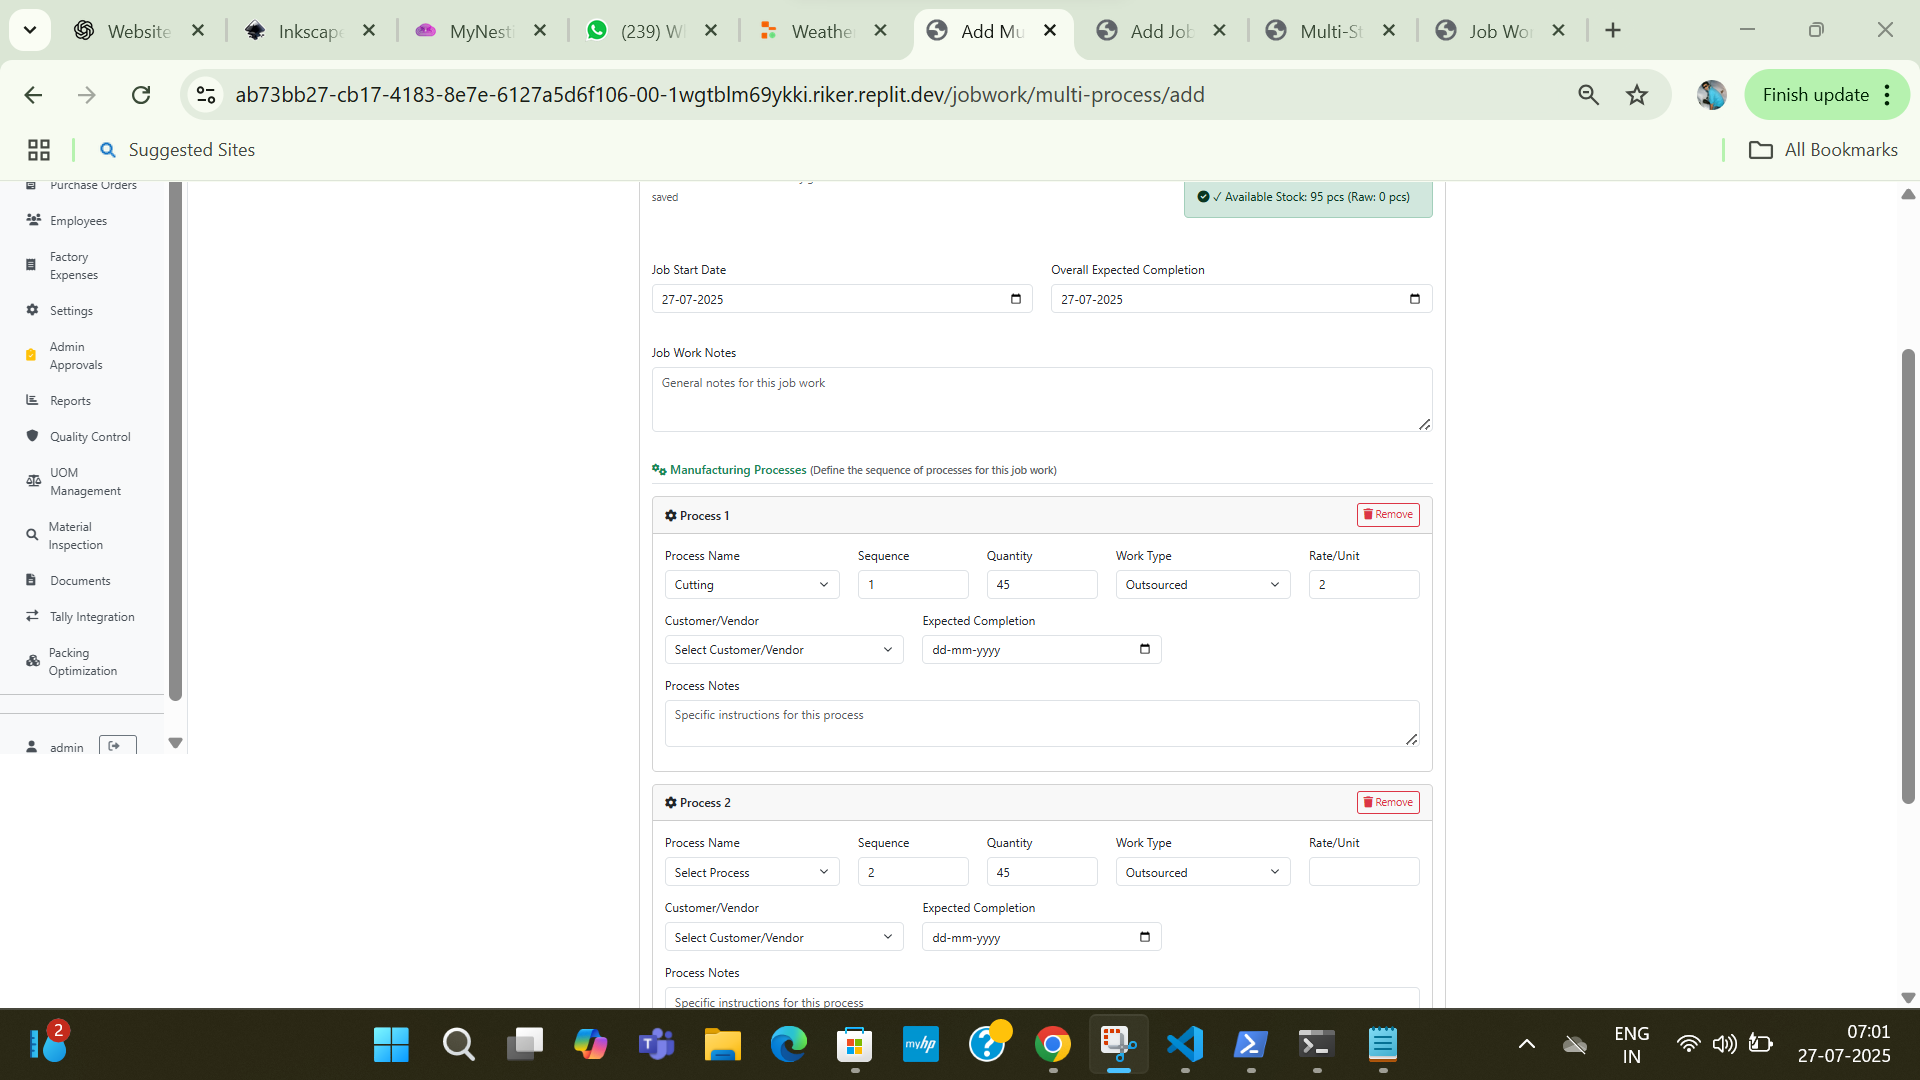 Website
Inkscape
MyNesti
(239) W
Weather
Add Mu
Add Job
Multi-St
Job Wor
ab73bb27-cb17-4183-8e7e-6127a5d6f106-00-1wgtblm69ykki.riker.replit.dev/jobwork/multi-process/add
Finish update
Suggested Sites
All Bookmarks
Purchase Orders
Employees
Factory
Expenses
Settings
Admin
Approvals
Reports
Quality Control
UOM
Management
Material
Inspection
Documents
Tally Integration
Packing
Optimization
admin
saved
✓ Available Stock: 95 pcs (Raw: 0 pcs)
Job Start Date
Overall Expected Completion
27-07-2025
27-07-2025
Job Work Notes
General notes for this job work
Manufacturing Processes (Define the sequence of processes for this job work)
Process 1
Remove
Process Name
Sequence
Quantity
Work Type
Rate/Unit
Cutting
1
45
Outsourced
2
Customer/Vendor
Expected Completion
Select Customer/Vendor
dd-mm-yyyy
Process Notes
Specific instructions for this process
Process 2
Remove
Process Name
Sequence
Quantity
Work Type
Rate/Unit
Select Process
2
45
Outsourced
Customer/Vendor
Expected Completion
Select Customer/Vendor
dd-mm-yyyy
Process Notes
Specific instructions for this process
2
myhp
ENG
IN
07:01
27-07-2025